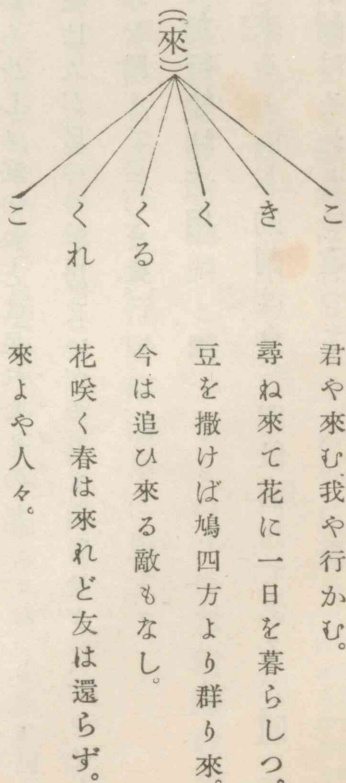 （來）
こ　君や來む、我や行かむ。
き　尋ね來て花に一日を暮らしつ。
く　豆を撒けば鳩四方より群り來。
くる　今は追ひ來る敵もなし。
くれ　花咲く春は來れど友は還らず。
こ　來よや人々。